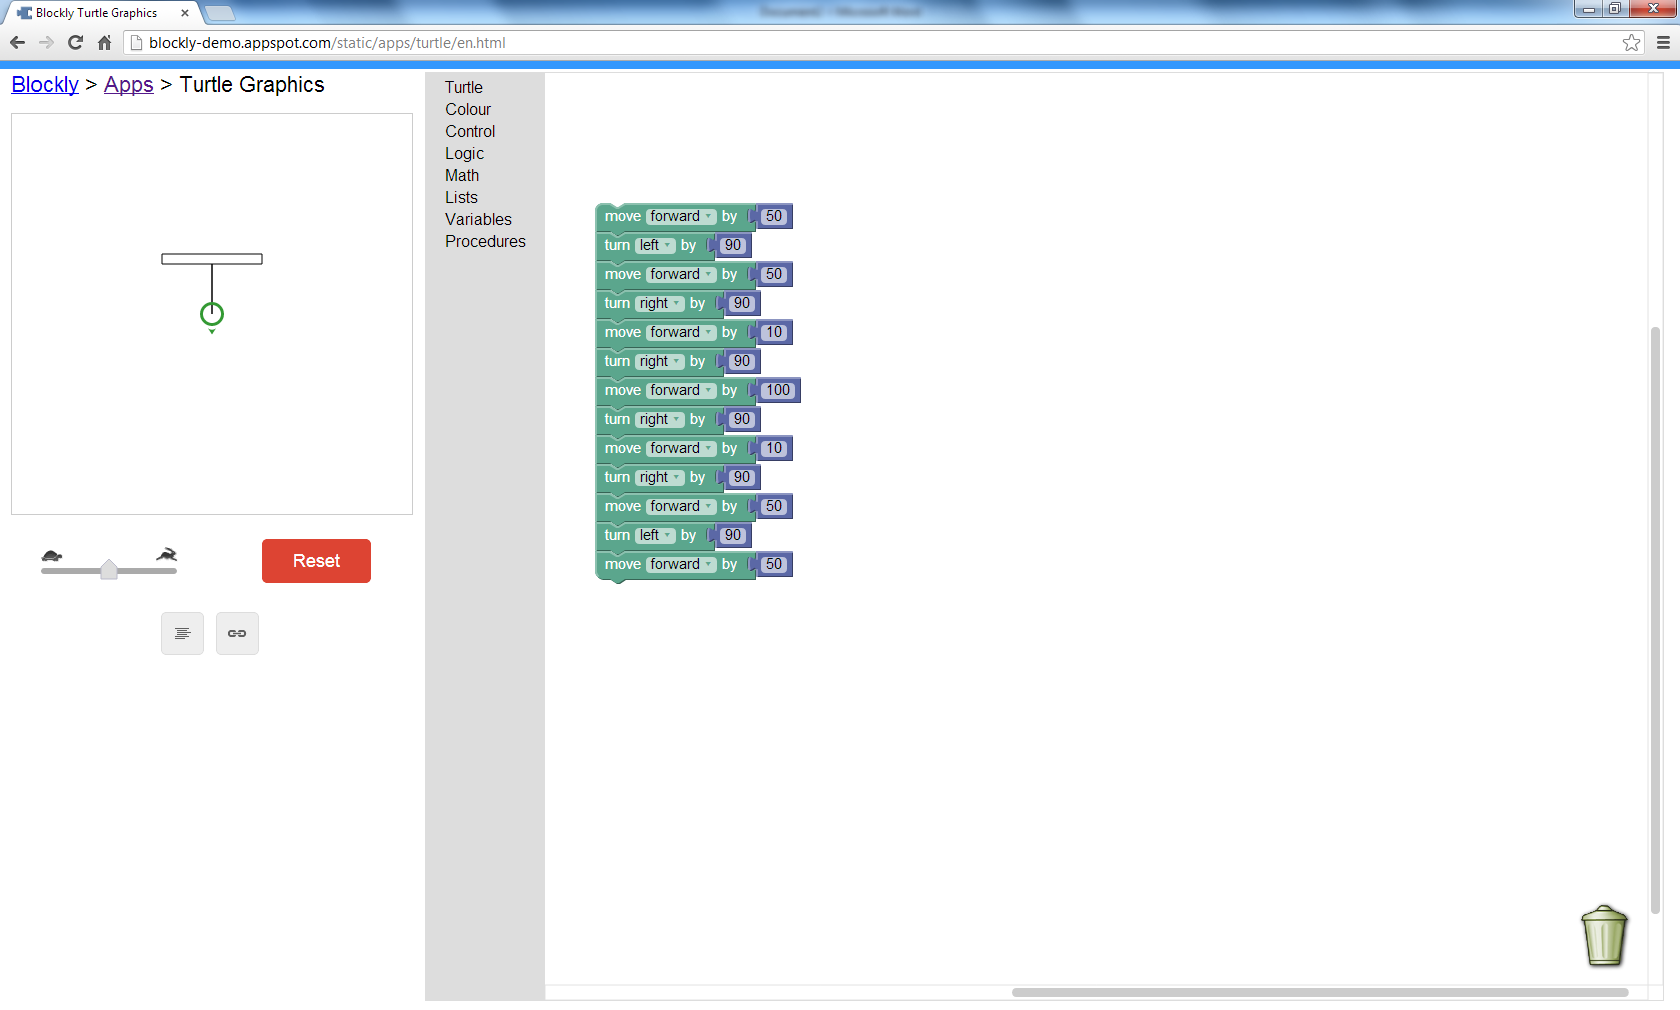 Blockly Turtle Graphics
Document2 - Microsoft Word
blockly-demo.appspot.com/static/apps/turtle/en.html
Blockly > Apps > Turtle Graphics
Turtle
Colour
Control
Logic
Math
Lists
Variables
Procedures
move forward by 50
turn left by 90
move forward by 50
turn right by 90
move forward by 10
turn right by 90
move forward by 100
turn right by 90
move forward by 10
turn right by 90
move forward by 50
turn left by 90
move forward by 50
Reset